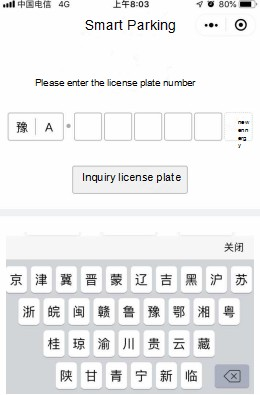 中国电信 4G 上午8:03 80%
Smart Parking
Please enter the license plate number
豫 A
new
ener
g
y
Inquiry license plate
关闭
京 津 冀 晋 蒙 辽 吉 黑 沪 苏
浙 皖 闽 赣 鲁 豫 鄂 湘 粤
桂 琼 渝 川 贵 云 藏
陕 甘 青 宁 新 临